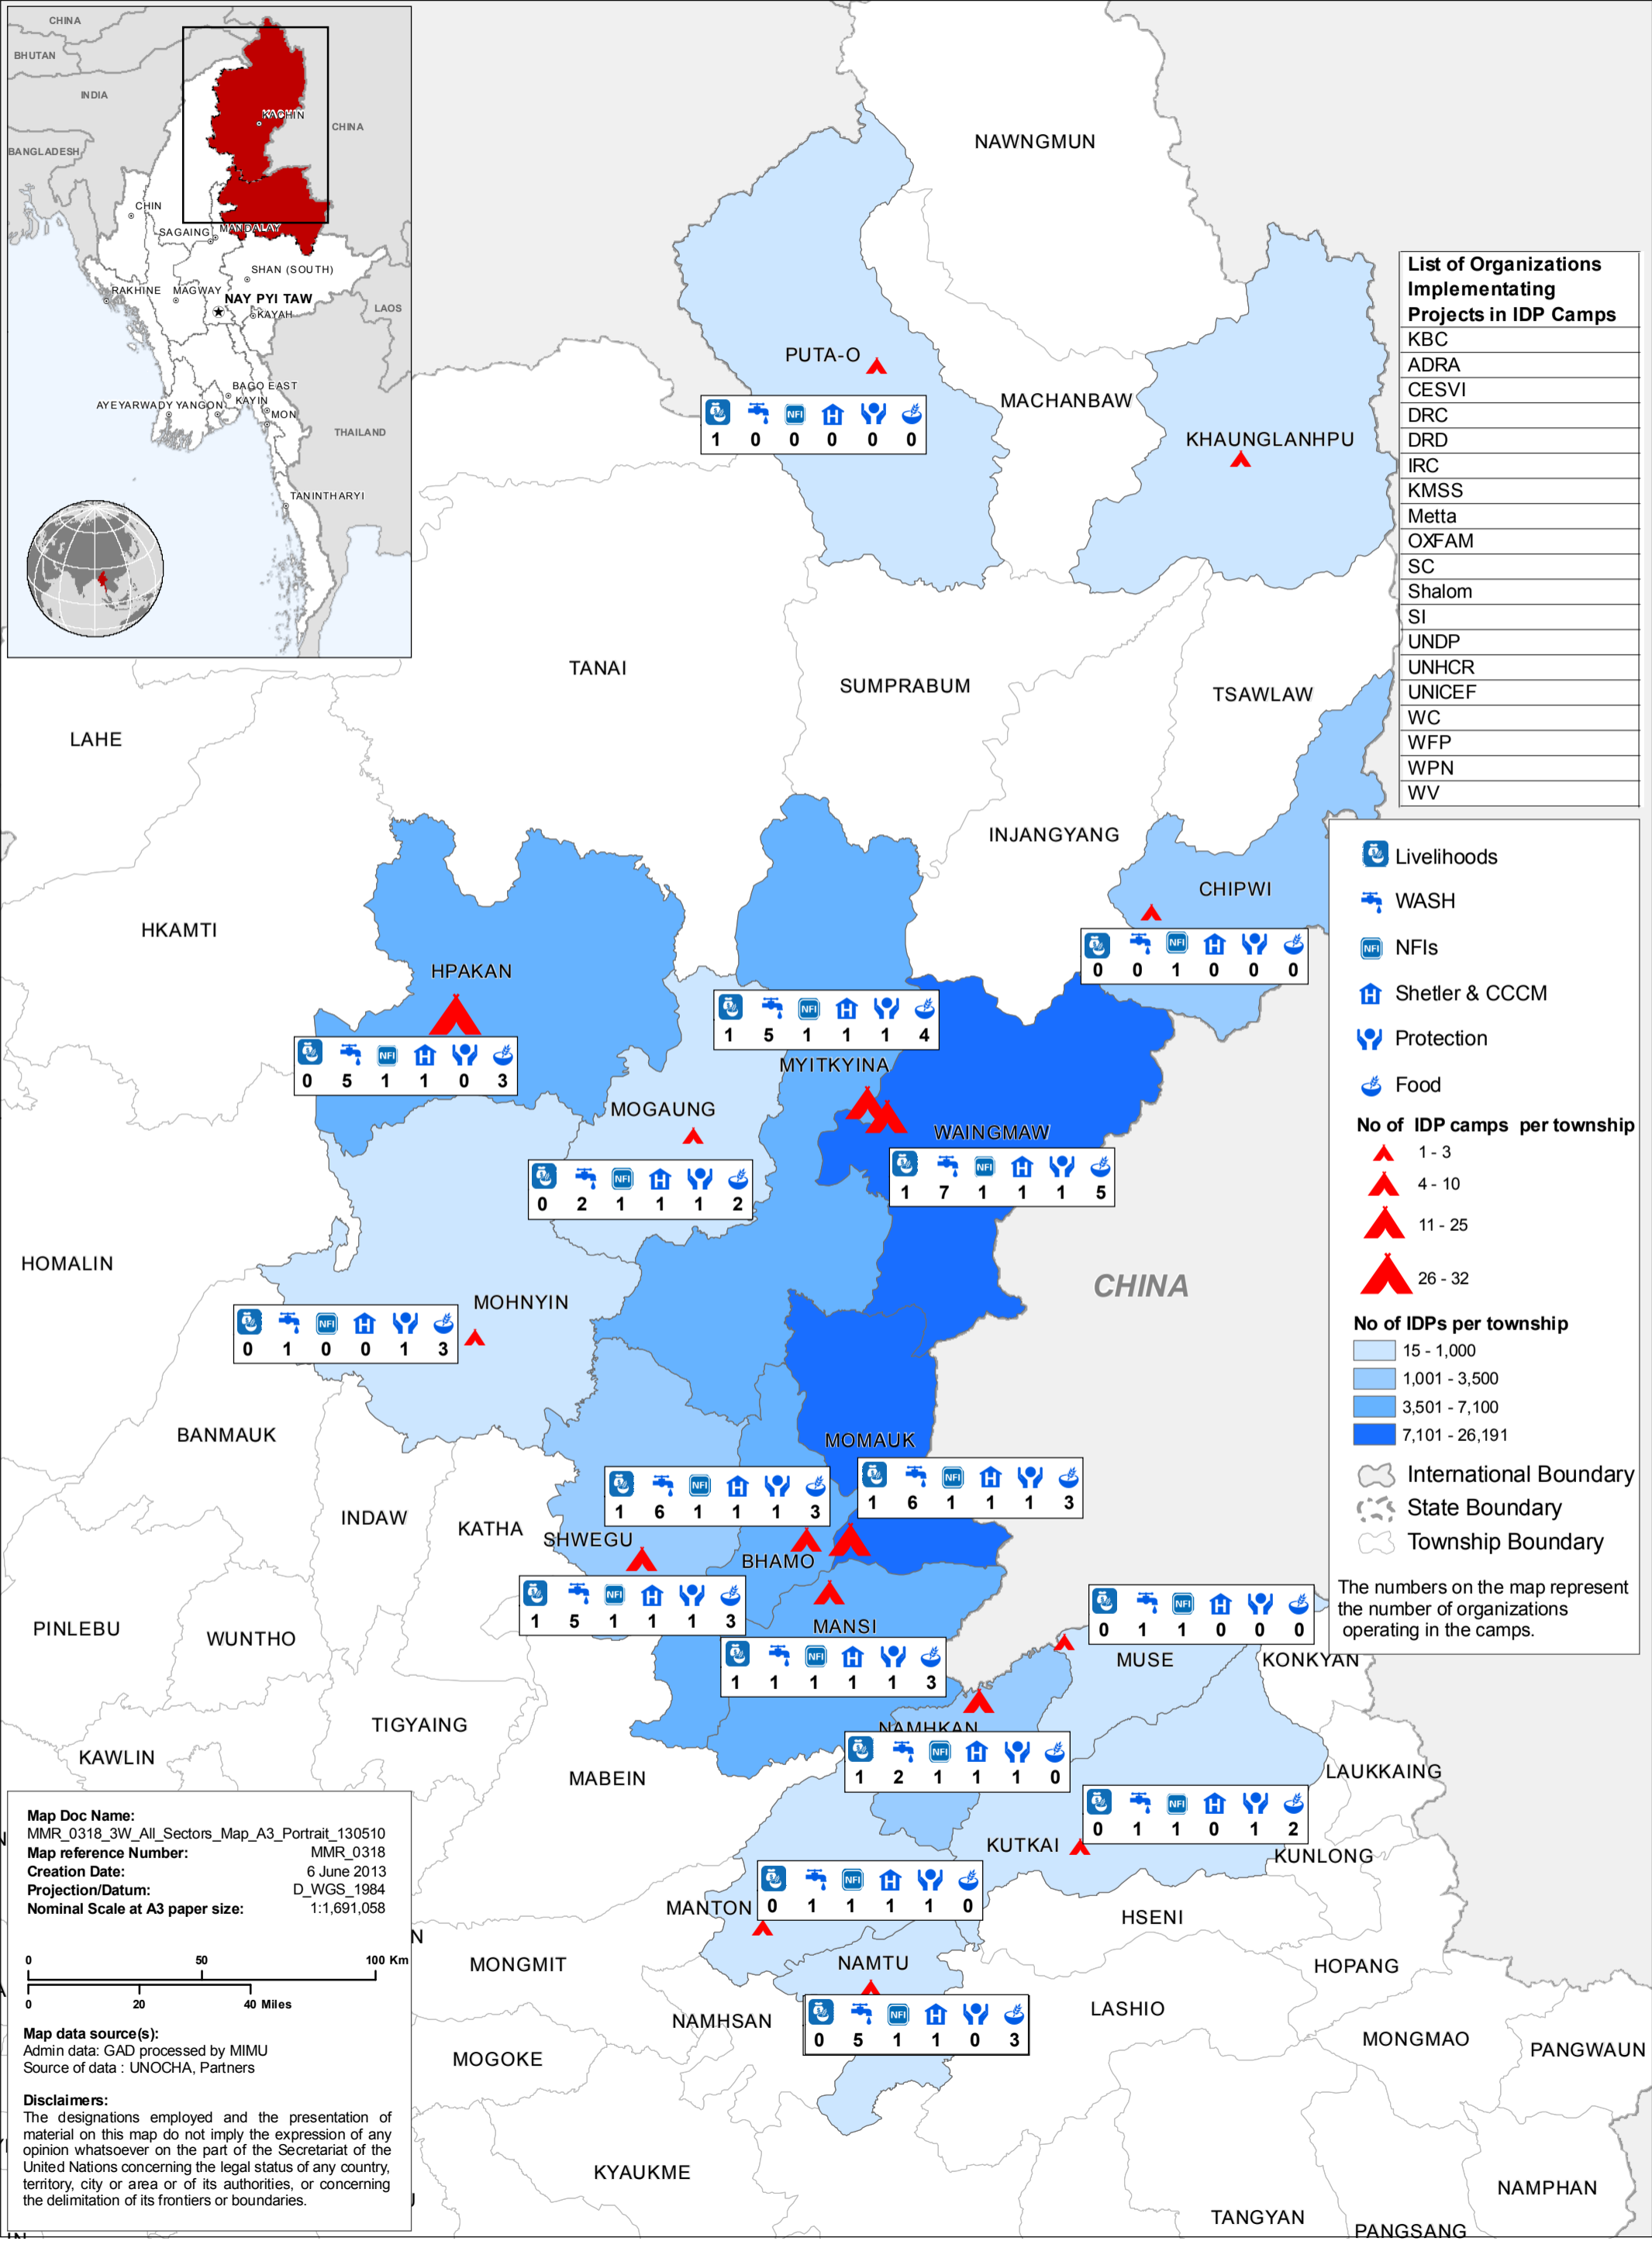 CHINA
BHUTAN
INDIA
KACHIN
CHINA
BANGLADESH
CHIN
SAGAING
MANDALAY
SHAN (SOUTH)
RAKHINE
MAGWAY
NAY PYI TAW
KAYAH
LAOS
BAGO EAST
KAYIN
AYEYARWADY
YANGON
MON
THAILAND
TANINTHARYI
NAWNGMUN
PUTA-O
NFI
1 0 0 0 0 0
MACHANBAW
KHAUNGLANHPU
List of Organizations
Implementating
Projects in IDP Camps
KBC
ADRA
CESVI
DRC
DRD
IRC
KMSS
Metta
OXFAM
SC
Shalom
SI
UNDP
UNHCR
UNICEF
WC
WFP
WPN
WV
TANAI
SUMPRABUM
TSAWLAW
LAHE
INJANGYANG
CHIPWI
NFI
0 0 1 0 0 0
HKAMTI
HPAKAN
NFI
0 5 1 1 0 3
NFI
1 5 1 1 1 4
MYITKYINA
MOGAUNG
NFI
0 2 1 1 1 2
WAINGMAW
NFI
1 7 1 1 1 5
HOMALIN
CHINA
MOHNYIN
NFI
0 1 0 0 1 3
BANMAUK
MOMAUK
NFI
1 6 1 1 1 3
NFI
1 6 1 1 1 3
INDAW
KATHA
SHWEGU
BHAMO
NFI
1 5 1 1 1 3
MANSI
NFI
1 1 1 1 1 3
PINLEBU
WUNTHO
NFI
0 1 1 0 0 0
MUSE
KONKYAN
TIGYAING
NAMHKAN
NFI
1 2 1 1 1 0
KAWLIN
MABEIN
LAUKKAING
NFI
0 1 1 0 1 2
KUTKAI
KUNLONG
NFI
0 1 1 1 1 0
MANTON
HSENI
MONGMIT
NAMTU
HOPANG
NFI
0 5 1 1 0 3
NAMHSAN
LASHIO
MONGMAO
PANGWAUN
MOGOKE
KYAUKME
NAMPHAN
TANGYAN
PANGSANG
Livelihoods
WASH
NFI
NFIs
Shetler & CCCM
Protection
Food
No of IDP camps per township
1 - 3
4 - 10
11 - 25
26 - 32
No of IDPs per township
15 - 1,000
1,001 - 3,500
3,501 - 7,100
7,101 - 26,191
International Boundary
State Boundary
Township Boundary
The numbers on the map represent
the number of organizations
operating in the camps.
Map Doc Name:
MMR_0318_3W_All_Sectors_Map_A3_Portrait_130510
Map reference Number: MMR_0318
Creation Date: 6 June 2013
Projection/Datum: D_WGS_1984
Nominal Scale at A3 paper size: 1:1,691,058
0 50 100 Km
0 20 40 Miles
Map data source(s):
Admin data: GAD processed by MIMU
Source of data : UNOCHA, Partners
Disclaimers:
The designations employed and the presentation of
material on this map do not imply the expression of any
opinion whatsoever on the part of the Secretariat of the
United Nations concerning the legal status of any country,
territory, city or area or of its authorities, or concerning
the delimitation of its frontiers or boundaries.